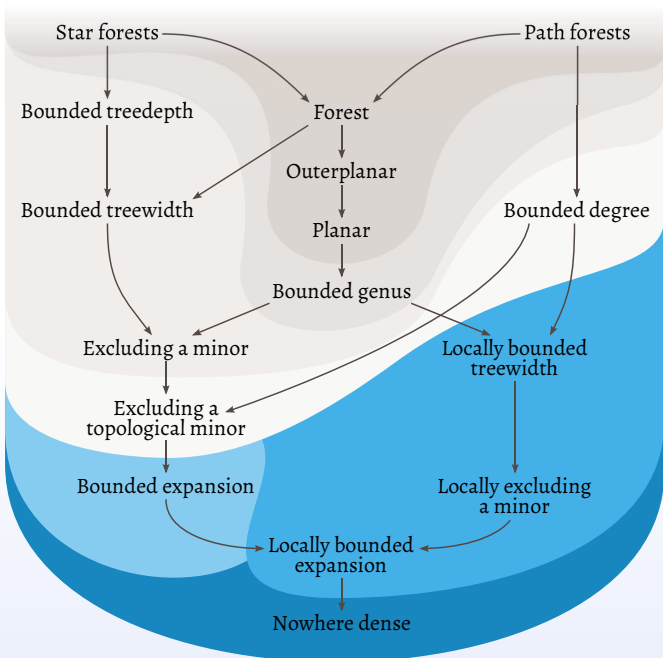 Star forests
Path forests
Bounded treedepth
Forest
Outerplanar
Bounded treewidth
Bounded degree
Planar
Bounded genus
Excluding a minor
Locally bounded
treewidth
Excluding a
topological minor
Bounded expansion
Locally excluding
a minor
Locally bounded
expansion
Nowhere dense